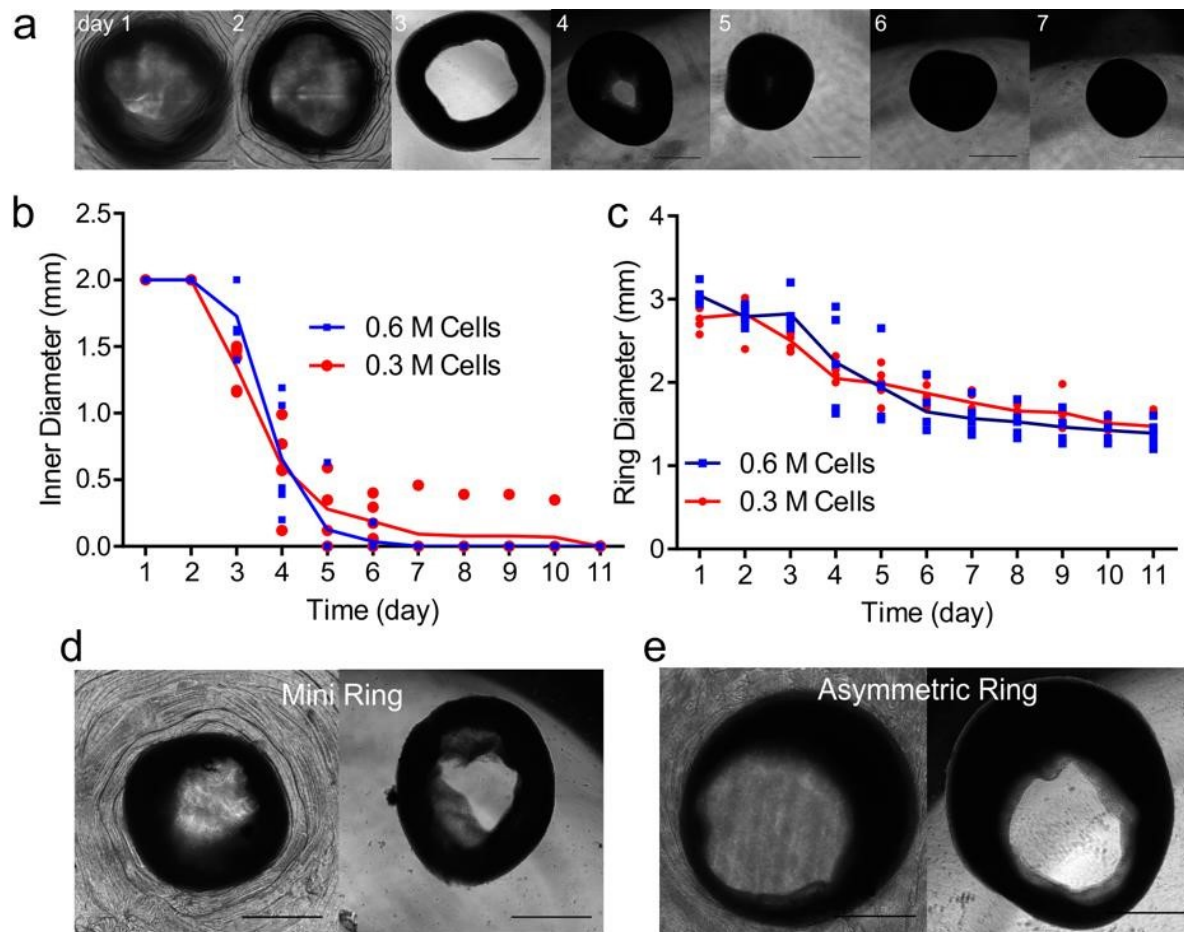 a
day 1 2 3 4 5 6 7
b
2.5
2.0
1.5
1.0
0.5
0.0
Inner Diameter (mm)
0.6 M Cells
0.3 M Cells
1 2 3 4 5 6 7 8 9 10 11
Time (day)
c
4
3
2
1
0
Ring Diameter (mm)
0.6 M Cells
0.3 M Cells
1 2 3 4 5 6 7 8 9 10 11
Time (day)
d
Mini Ring
e
Asymmetric Ring